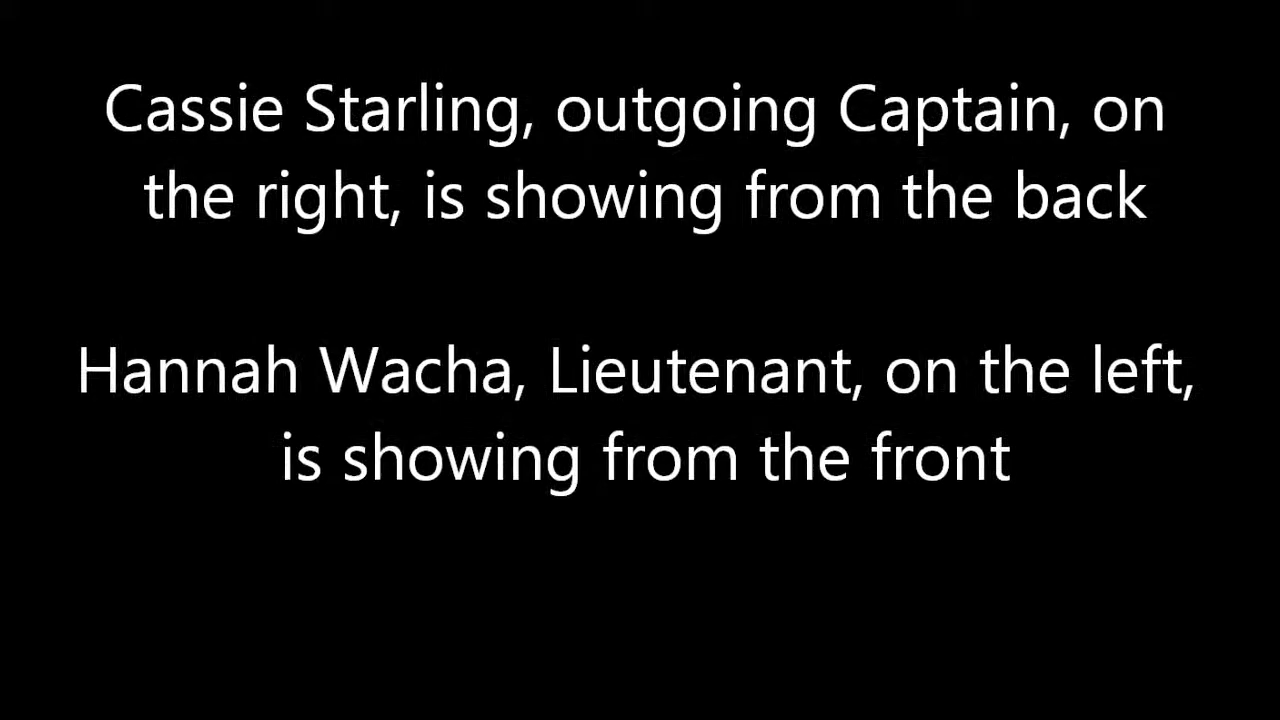 Cassie Starling, outgoing Captain, on
the right, is showing from the back
Hannah Wacha, Lieutenant, on the left,
is showing from the front